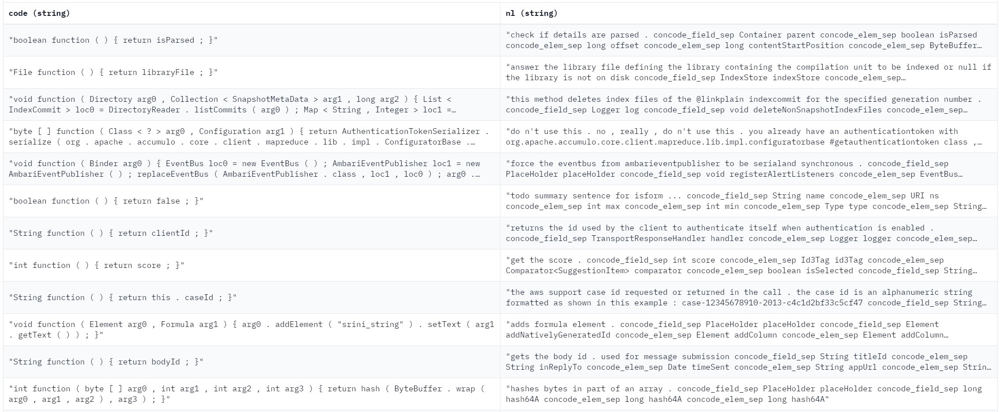 code (string)
nl (string)
"boolean function ( ) { return isParsed ; }"
"check if details are parsed . concode_field_sep Container parent concode_elem_sep boolean isParsed
concode_elem_sep long offset concode_elem_sep long contentStartPosition concode_elem_sep ByteBuffer…
"File function ( ) { return libraryFile ; }"
"answer the library file defining the library containing the compilation unit to be indexed or null if
the library is not on disk concode_field_sep IndexStore indexStore concode_elem_sep…
"void function ( Directory arg0 , Collection < SnapshotMetaData > arg1 , long arg2 ) { List <
IndexCommit > loc0 = DirectoryReader . listCommits ( arg0 ) ; Map < String , Integer > loc1 =…
"this method deletes index files of the @linkplain indexcommit for the specified generation number .
concode_field_sep Logger log concode_field_sep void deleteNonSnapshotIndexFiles concode_elem_sep…
"byte [ ] function ( Class < ? > arg0 , Configuration arg1 ) { return AuthenticationTokenSerializer .
serialize ( org . apache . accumulo . core . client . mapreduce . lib . impl . ConfiguratorBase .…
"do n't use this . no , really , do n't use this . you already have an authenticationtoken with
org.apache.accumulo.core.client.mapreduce.lib.impl.configuratorbase #getauthenticationtoken class ,…
"void function ( Binder arg0 ) { EventBus loc0 = new EventBus ( ) ; AmbariEventPublisher loc1 = new
AmbariEventPublisher ( ) ; replaceEventBus ( AmbariEventPublisher . class , loc1 , loc0 ) ; arg0 .…
"force the eventbus from ambarieventpublisher to be serialand synchronous . concode_field_sep
PlaceHolder placeHolder concode_field_sep void registerAlertListeners concode_elem_sep EventBus…
"boolean function ( ) { return false ; }"
"todo summary sentence for isform ... concode_field_sep String name concode_elem_sep URI ns
concode_elem_sep int max concode_elem_sep int min concode_elem_sep Type type concode_elem_sep String…
"String function ( ) { return clientId ; }"
"returns the id used by the client to authenticate itself when authentication is enabled .
concode_field_sep TransportResponseHandler handler concode_elem_sep Logger logger concode_elem_sep…
"int function ( ) { return score ; }"
"get the score . concode_field_sep int score concode_elem_sep Id3Tag id3Tag concode_elem_sep
Comparator<SuggestionItem> comparator concode_elem_sep boolean isSelected concode_field_sep String…
"String function ( ) { return this . caseId ; }"
"the aws support case id requested or returned in the call . the case id is an alphanumeric string
formatted as shown in this example : case-12345678910-2013-c4c1d2bf33c5cf47 concode_field_sep String…
"void function ( Element arg0 , Formula arg1 ) { arg0 . addElement ( "srini_string" ) . setText ( arg1
. getText ( ) ) ; }"
"adds formula element . concode_field_sep PlaceHolder placeHolder concode_field_sep Element
addNativelyGeneratedId concode_elem_sep Element addColumn concode_elem_sep Element addColumn…
"String function ( ) { return bodyId ; }"
"gets the body id . used for message submission concode_field_sep String titleId concode_elem_sep
String inReplyTo concode_elem_sep Date timeSent concode_elem_sep String appUrl concode_elem_sep Strin…
"int function ( byte [ ] arg0 , int arg1 , int arg2 , int arg3 ) { return hash ( ByteBuffer . wrap (
arg0 , arg1 , arg2 ) , arg3 ) ; }"
"hashes bytes in part of an array . concode_field_sep PlaceHolder placeHolder concode_field_sep long
hash64A concode_elem_sep long hash64A concode_elem_sep long hash64A"